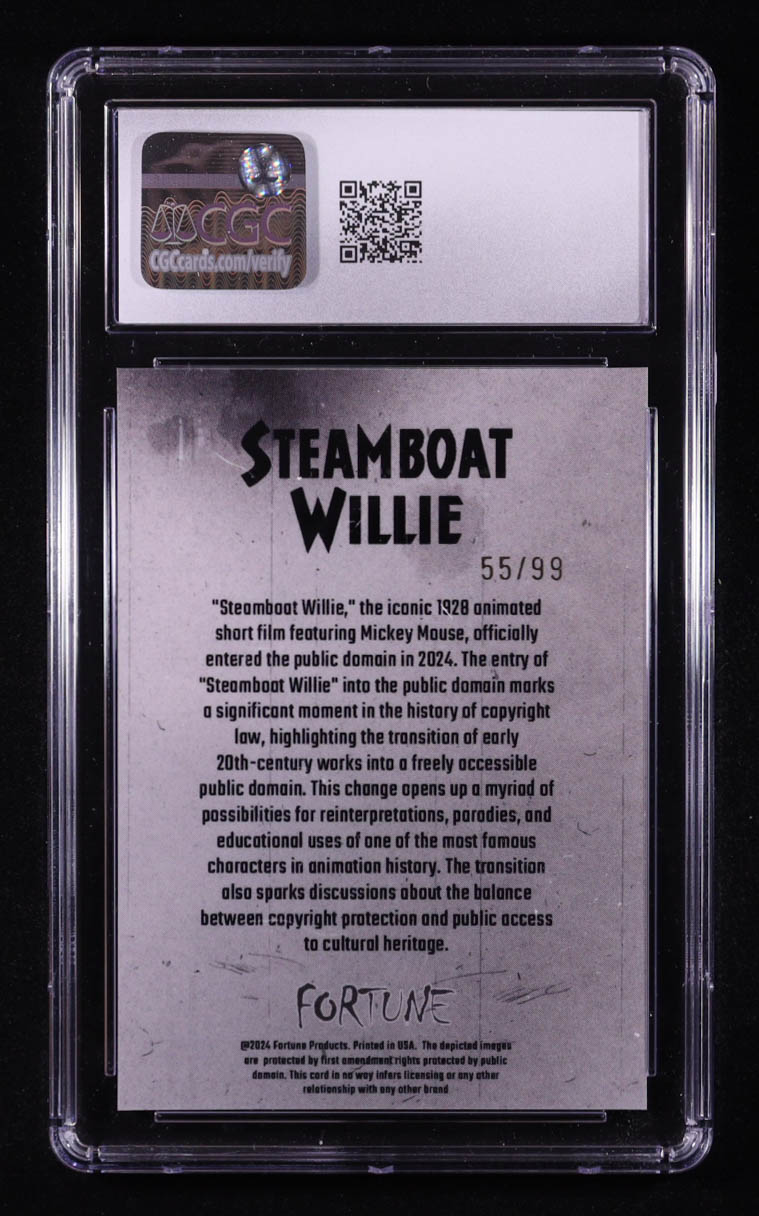 CGC
CGCcards.com/verify
STEAMBOAT
WILLIE
55/99
"Steamboat Willie," the iconic 1928 animated
short film featuring Mickey Mouse, officially
entered the public domain in 2024. The entry of
"Steamboat Willie" into the public domain marks
a significant moment in the history of copyright
law, highlighting the transition of early
20th-century works into a freely accessible
public domain. This change opens up a myriad of
possibilities for reinterpretations, parodies, and
educational uses of one of the most famous
characters in animation history. The transition
also sparks discussions about the balance
between copyright protection and public access
to cultural heritage.
FORTUNE
@2024 Fortune Products. Printed in USA. The depicted images
are protected by first amendment rights protected by public
domain. This card in no way infers licensing or any other
relationship with any other brand